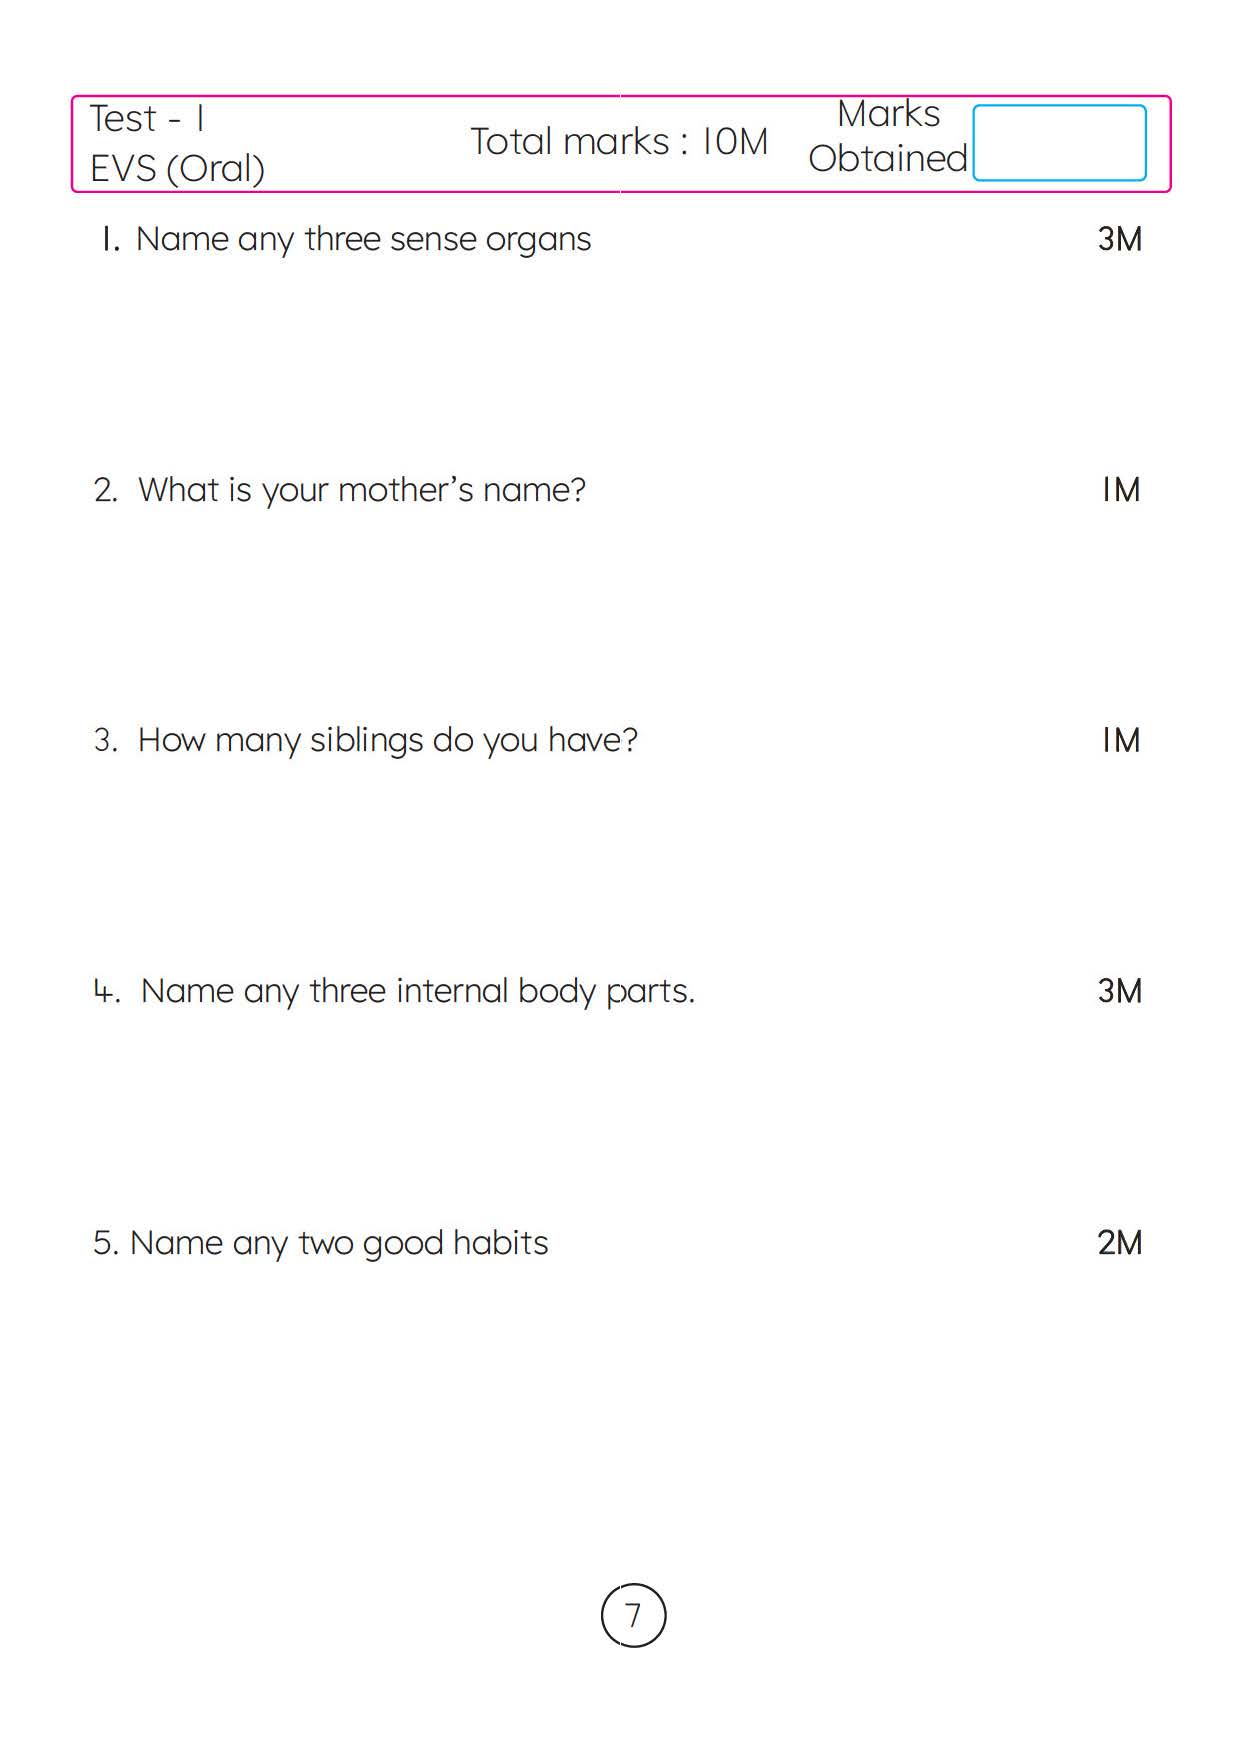 Test - 1
EVS (Oral)
Total marks : 10M
Marks
Obtained
1. Name any three sense organs 3M
2. What is your mother’s name? 1M
3. How many siblings do you have? 1M
4. Name any three internal body parts. 3M
5. Name any two good habits 2M
7